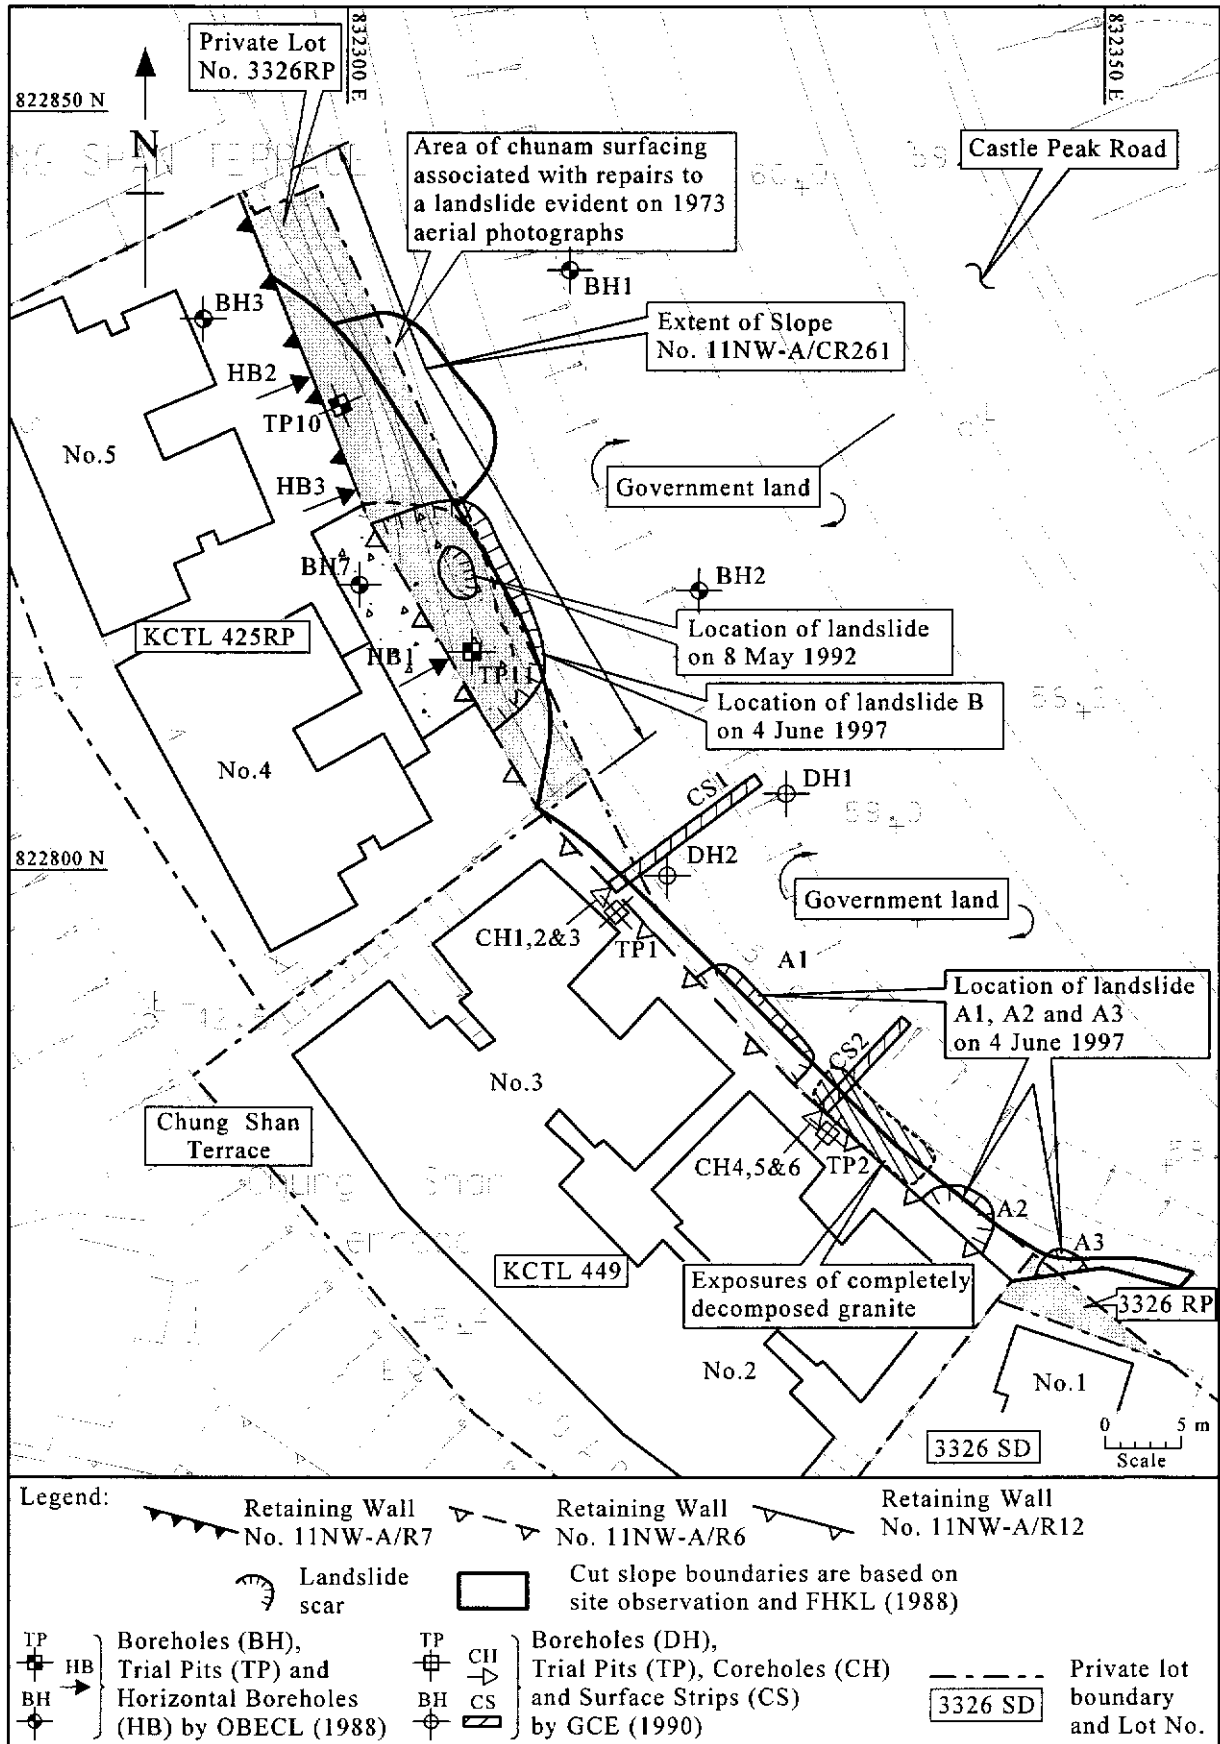 Private Lot
No. 3326RP
832300 E
832350 E
822850 N
N
NG SHAN TERRACE
Area of chunam surfacing
associated with repairs to
a landslide evident on 1973
aerial photographs
Castle Peak Road
BH1
BH3
Extent of Slope
No. 11NW-A/CR261
HB2
TP10
No.5
HB3
Government land
BH7
BH2
KCTL 425RP
HB1
TP11
Location of landslide
on 8 May 1992
Location of landslide B
on 4 June 1997
No.4
CS1
DH1
822800 N
DH2
Government land
CH1,2&3
TP1
A1
Location of landslide
A1, A2 and A3
on 4 June 1997
CS2
No.3
Chung Shan
Terrace
CH4,5&6
TP2
A2
A3
KCTL 449
Exposures of completely
decomposed granite
3326 RP
No.2
No.1
3326 SD
0 5 m
Scale
Legend:
Retaining Wall
No. 11NW-A/R7
Retaining Wall
No. 11NW-A/R6
Retaining Wall
No. 11NW-A/R12
Landslide
scar
Cut slope boundaries are based on
site observation and FHKL (1988)
TP
HB
BH
Boreholes (BH),
Trial Pits (TP) and
Horizontal Boreholes
(HB) by OBECL (1988)
TP
CH
BH
CS
Boreholes (DH),
Trial Pits (TP), Coreholes (CH)
and Surface Strips (CS)
by GCE (1990)
3326 SD
Private lot
boundary
and Lot No.